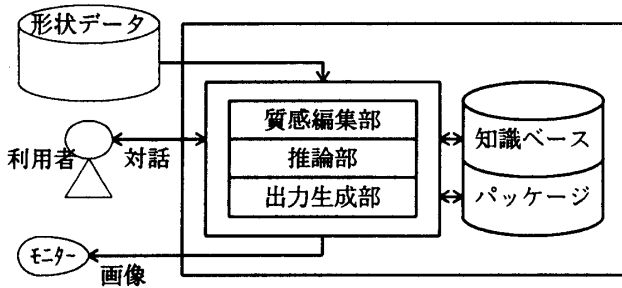 形状データ
質感編集部
推論部
出力生成部
知識ベース
パッケージ
利用者
対話
モニター
画像